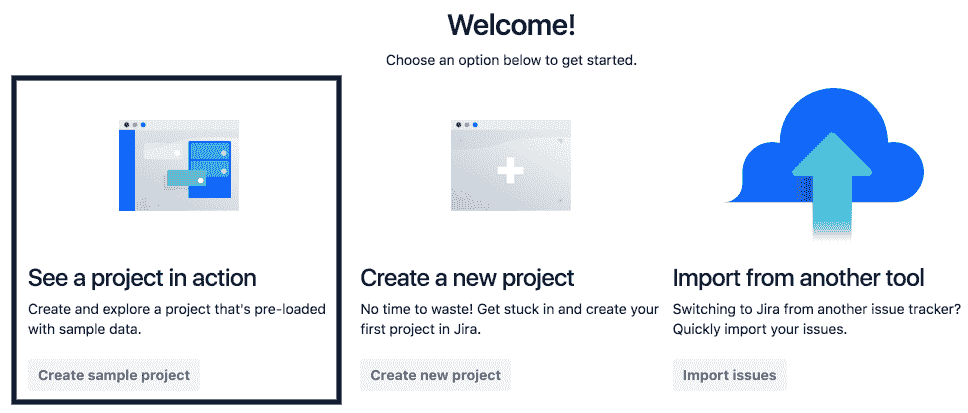 Welcome!
Choose an option below to get started.
See a project in action
Create and explore a project that's pre-loaded
with sample data.
Create sample project
Create a new project
No time to waste! Get stuck in and create your
first project in Jira.
Create new project
Import from another tool
Switching to Jira from another issue tracker?
Quickly import your issues.
Import issues